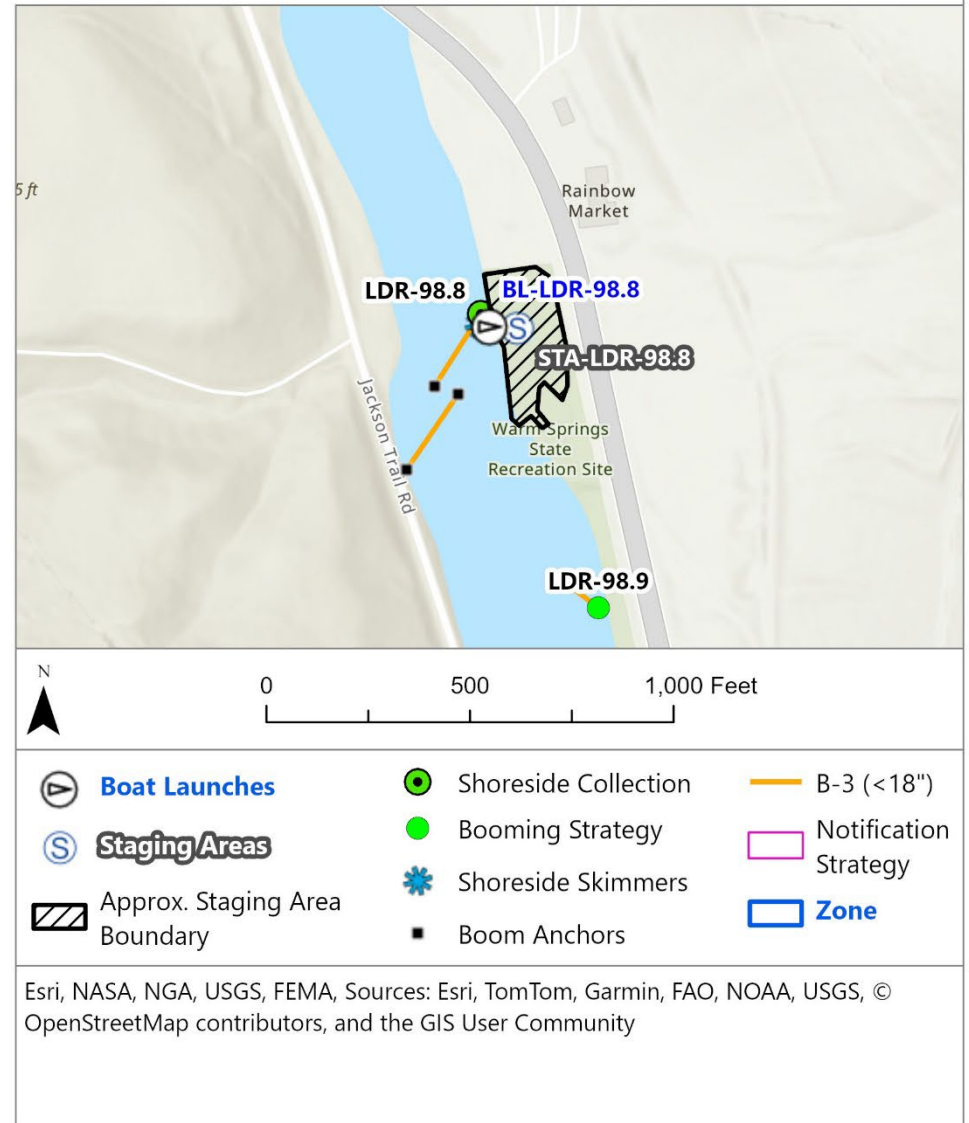 5 ft
Rainbow
Market
LDR-98.8
BL-LDR-98.8
STA-LDR-98.8
Jackson Trail Rd
Warm Springs
State
Recreation Site
LDR-98.9
N
0 500 1,000 Feet
Boat Launches
Shoreside Collection
B-3 (<18")
S
Staging Areas
Booming Strategy
Notification
Strategy
Approx. Staging Area
Boundary
Shoreside Skimmers
Boom Anchors
Zone
Esri, NASA, NGA, USGS, FEMA, Sources: Esri, TomTom, Garmin, FAO, NOAA, USGS, ©
OpenStreetMap contributors, and the GIS User Community